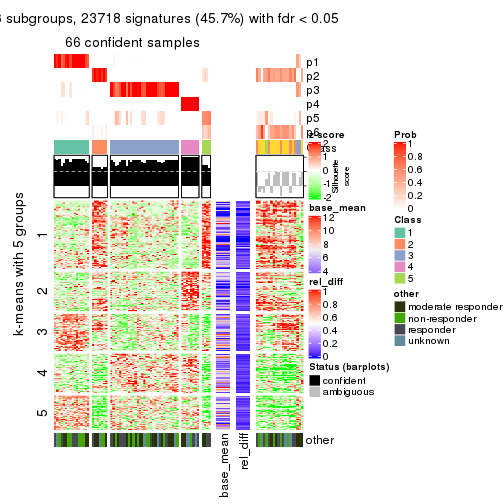 subgroups, 23718 signatures (45.7%) with fdr < 0.05
66 confident samples
p1
p2
p3
p4
p5
p6
Class
Silhouette
score
k-means with 5 groups
1
2
3
4
5
base_mean
rel_diff
other
z-score
2
1
0
-1
-2
base_mean
12
10
8
6
4
rel_diff
1
0.8
0.6
0.4
0.2
0
Status (barplots)
confident
ambiguous
Prob
1
0.8
0.6
0.4
0.2
0
Class
1
2
3
4
5
other
moderate responder
non-responder
responder
unknown